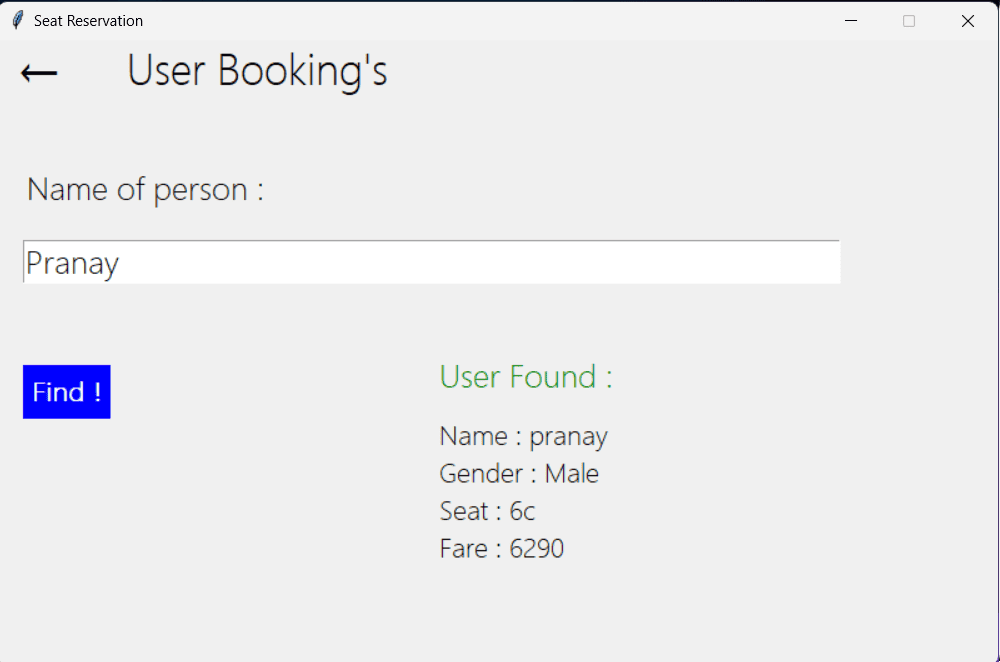 Seat Reservation
← User Booking's
Name of person :
Pranay
Find !
User Found :
Name : pranay
Gender : Male
Seat : 6c
Fare : 6290